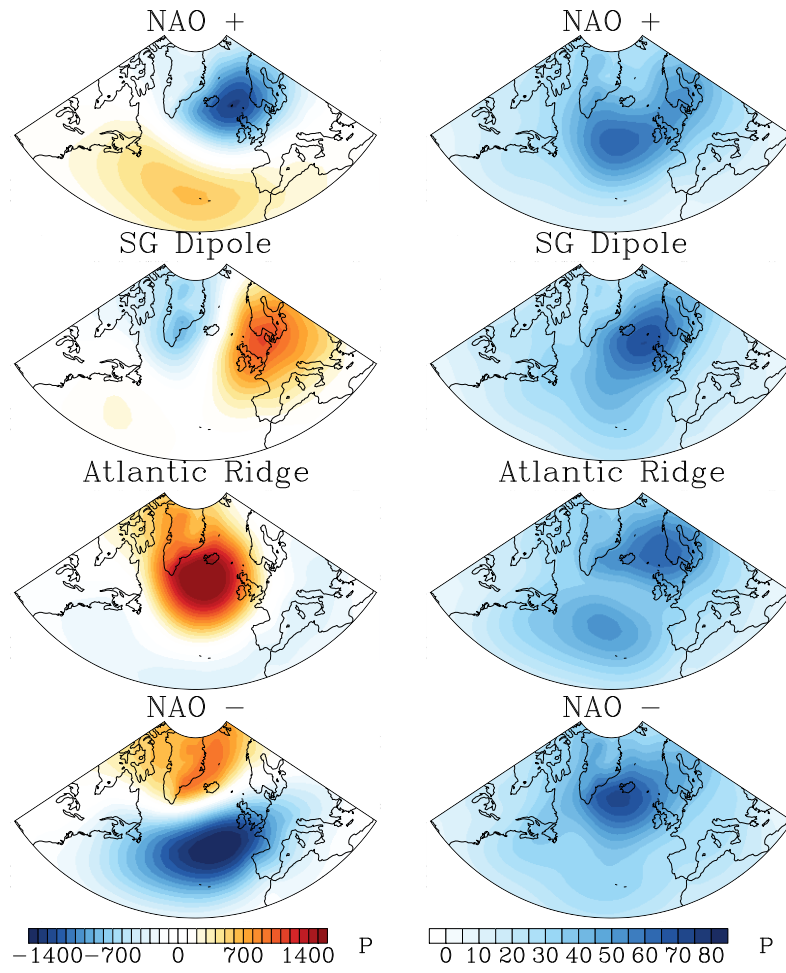 NAO + NAO +
SG Dipole SG Dipole
Atlantic Ridge Atlantic Ridge
NAO − NAO −
−1400 −700 0 700 1400 P 0 10 20 30 40 50 60 70 80 P